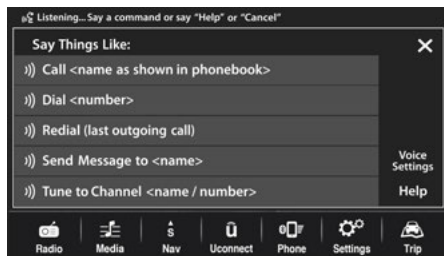 Listening... Say a command or say "Help" or "Cancel"
Say Things Like:
Call <name as shown in phonebook>
Dial <number>
Redial (last outgoing call)
Send Message to <name>
Voice
Settings
Tune to Channel <name / number>
Help
Radio
Media
Nav
Uconnect
Phone
Settings
Trip